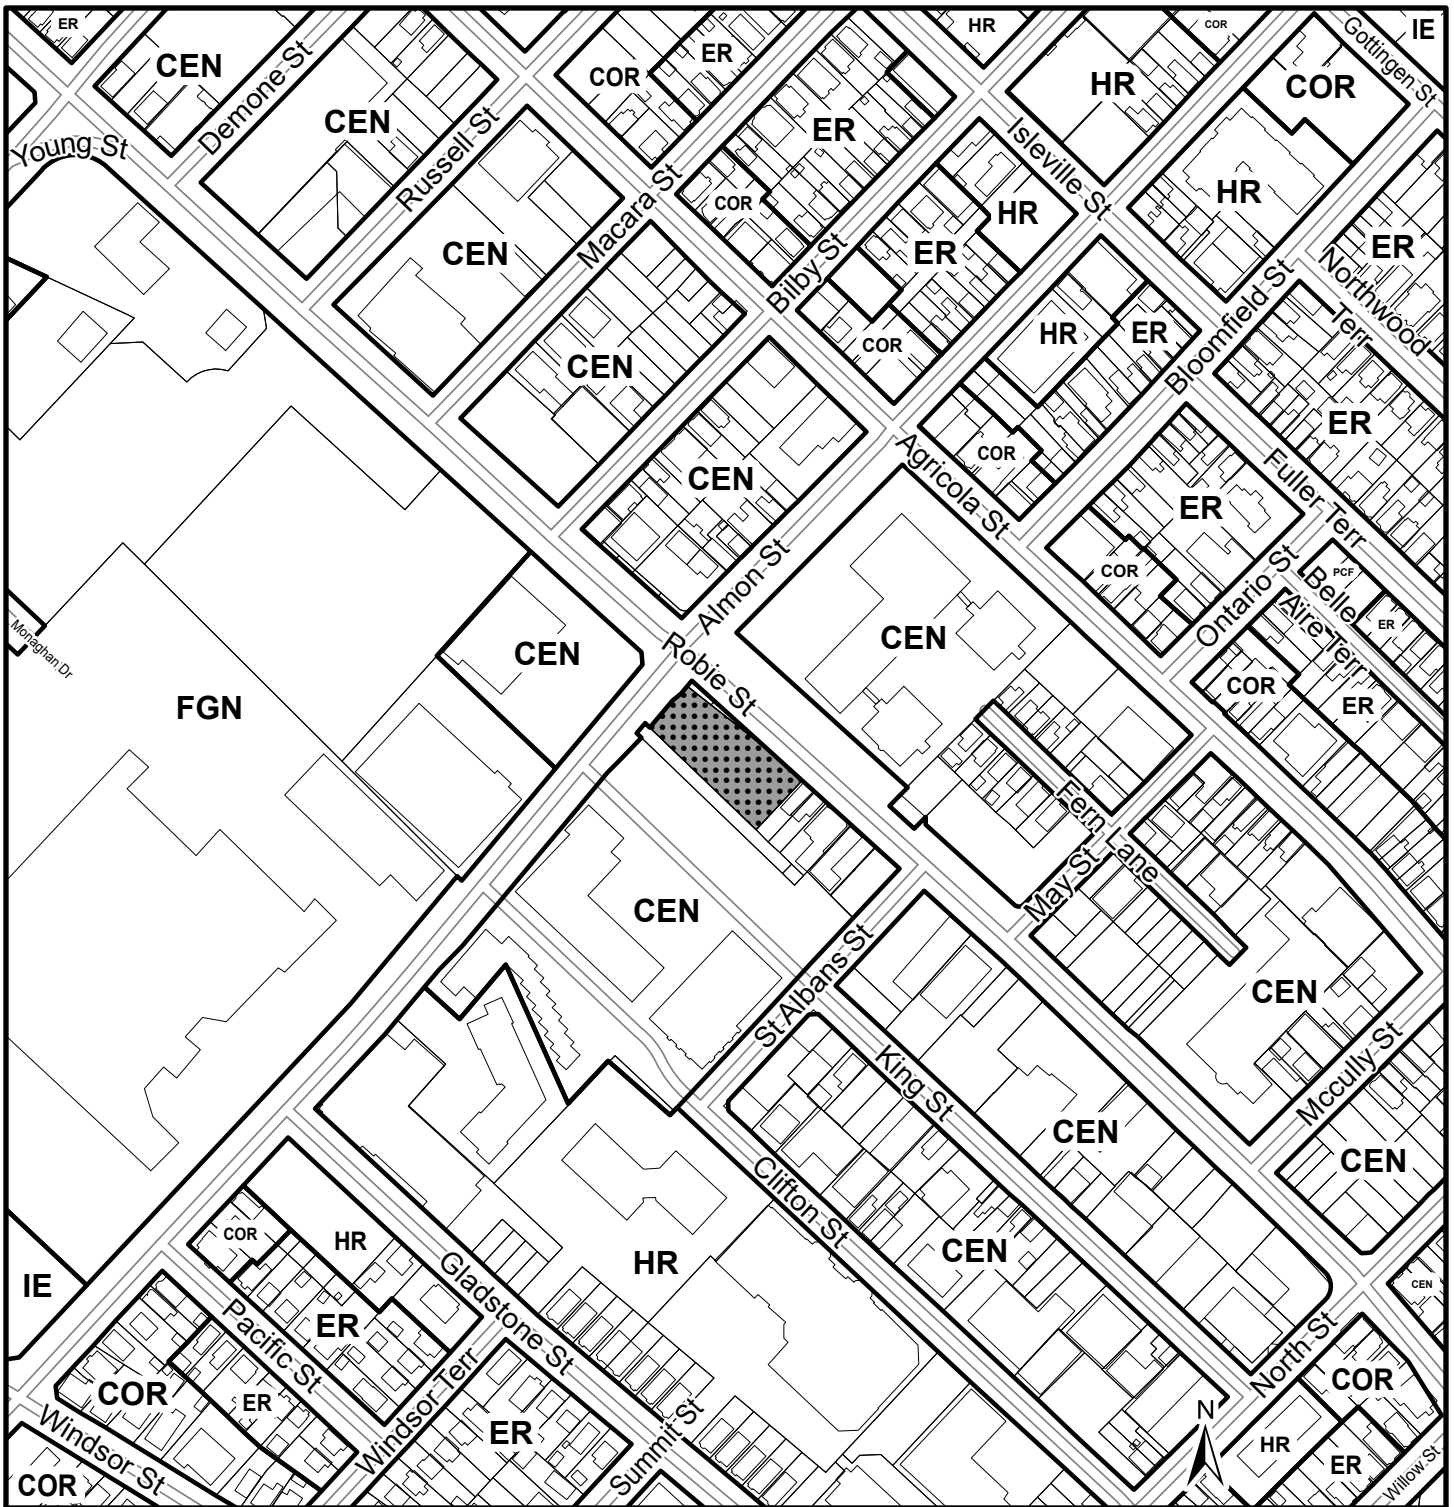 ER
HR
COR
IE
CEN
Demone St
ER
COR
Gottingen St
HR
COR
CEN
Russell St
ER
Isleville St
Young St
HR
COR
Macara St
HR
ER
CEN
ER
Northwood Terr
Bilby St
HR
ER
Bloomfield St
COR
CEN
ER
COR
Agricola St
CEN
ER
Fuller Terr
COR
Almon St
Ontario St
PCF
Belle Aire Terr
ER
Monaghan Dr
CEN
Robie St
CEN
COR
ER
FGN
Fern Lane
May St
CEN
St Albans St
CEN
King St
Mccully St
CEN
CEN
Clifton St
COR
HR
CEN
HR
Gladstone St
CEN
IE
Pacific St
ER
North St
COR
COR
ER
Windsor Terr
ER
Summit St
N
Windsor St
HR
ER
COR
Willow St